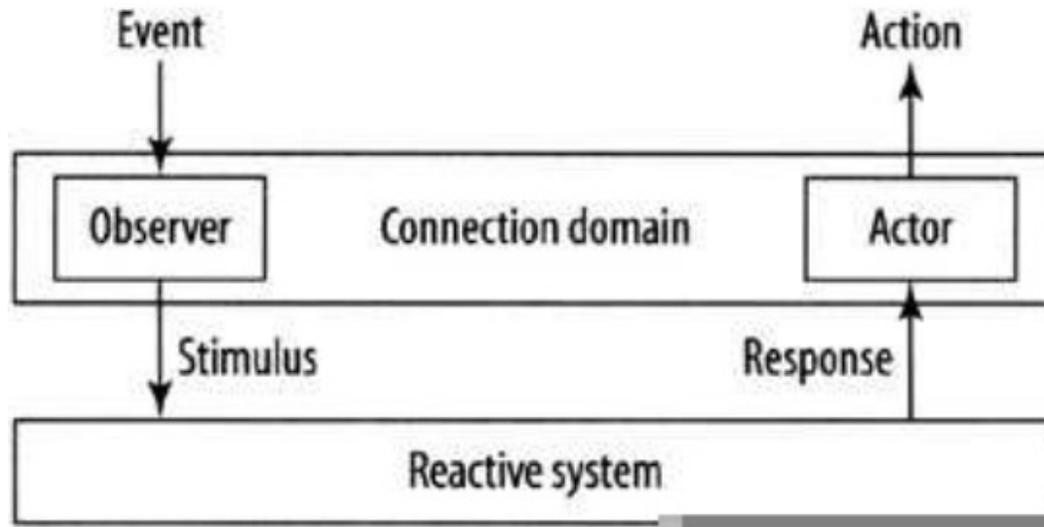 Event
Action
Observer
Connection domain
Actor
Stimulus
Response
Reactive system